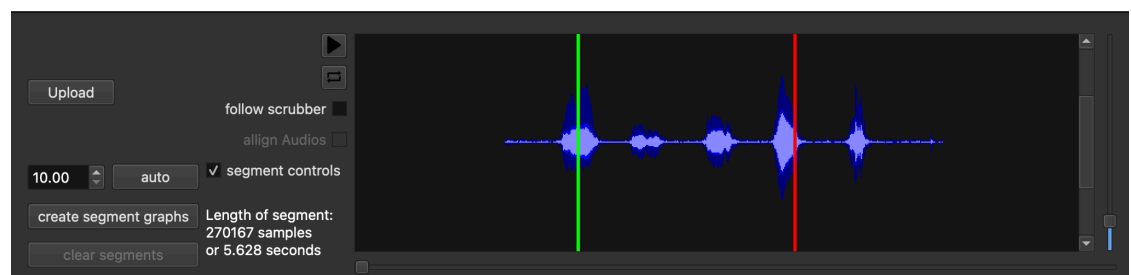 Upload
follow scrubber
allign Audios
10.00
auto
segment controls
create segment graphs
Length of segment:
270167 samples
or 5.628 seconds
clear segments